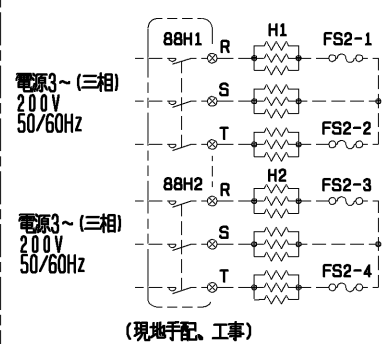 88H1
R
H1
FS2-1
電源3～(三相)
200V
50/60Hz
S
T
FS2-2
88H2
R
H2
FS2-3
電源3～(三相)
200V
50/60Hz
S
T
FS2-4
(現地手配、工事)